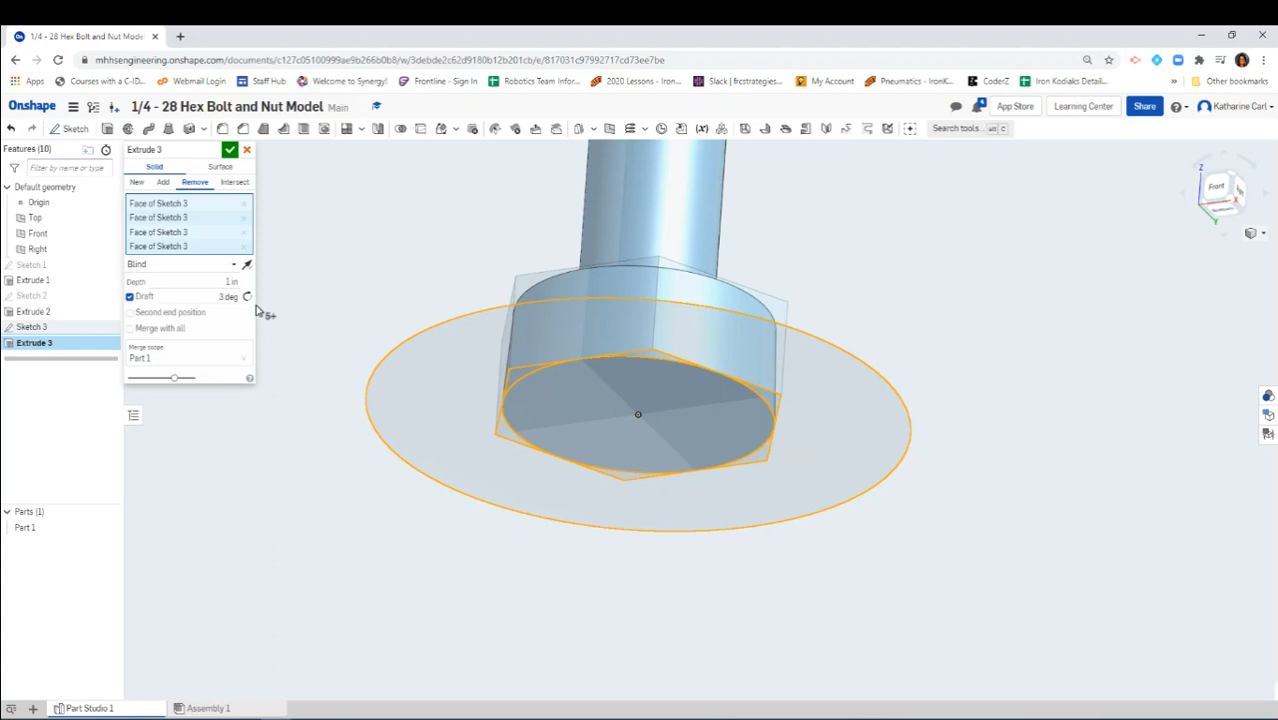 1/4 - 28 Hex Bolt and Nut Model
mhhsengineering.onshape.com/documents/c127c05100999ae9b266b0b8/w/3debde2c62d9180b12b201cb/e/817031c97992717cd73ee7be
Apps
Courses with a C-ID...
Webmail Login
Staff Hub
Welcome to Synergy!
Frontline - Sign In
Robotics Team Infor...
2020 Lessons - Iron...
Slack | frcstrategies...
My Account
Pneumatics - IronK...
CoderZ
Iron Kodiaks Detail...
Other bookmarks
Onshape
1/4 - 28 Hex Bolt and Nut Model Main
4
App Store
Learning Center
Share
Katharine Carl
Sketch
Search tools...
Features (10)
Filter by name or type
Default geometry
Origin
Top
Front
Right
Sketch 1
Extrude 1
Sketch 2
Extrude 2
Sketch 3
Extrude 3
Parts (1)
Part 1
Extrude 3
Solid Surface
New Add Remove Intersect
Face of Sketch 3
Face of Sketch 3
Face of Sketch 3
Face of Sketch 3
Blind
Depth 1 in
Draft 3 deg
Second end position
Merge with all
Merge scope
Part 1
5+
Z
Front
X
Y
Part Studio 1
Assembly 1